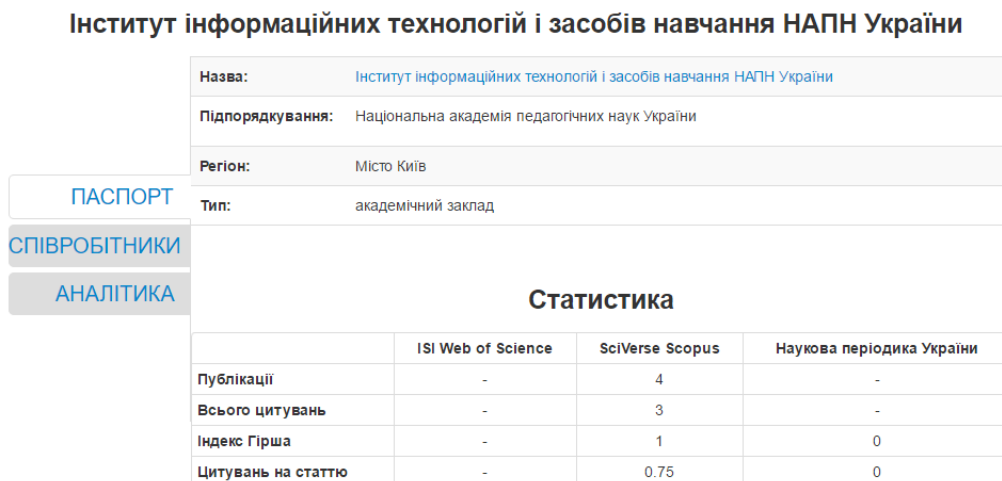 Інститут інформаційних технологій і засобів навчання НАПН України
Назва: Інститут інформаційних технологій і засобів навчання НАПН України
Підпорядкування: Національна академія педагогічних наук України
Регіон: Місто Київ
Тип: академічний заклад
ПАСПОРТ
СПІВРОБІТНИКИ
АНАЛІТИКА
Статистика
ISI Web of Science SciVerse Scopus Наукова періодика України
Публікації - 4 -
Всього цитувань - 3 -
Індекс Гірша - 1 0
Цитувань на статтю - 0.75 0